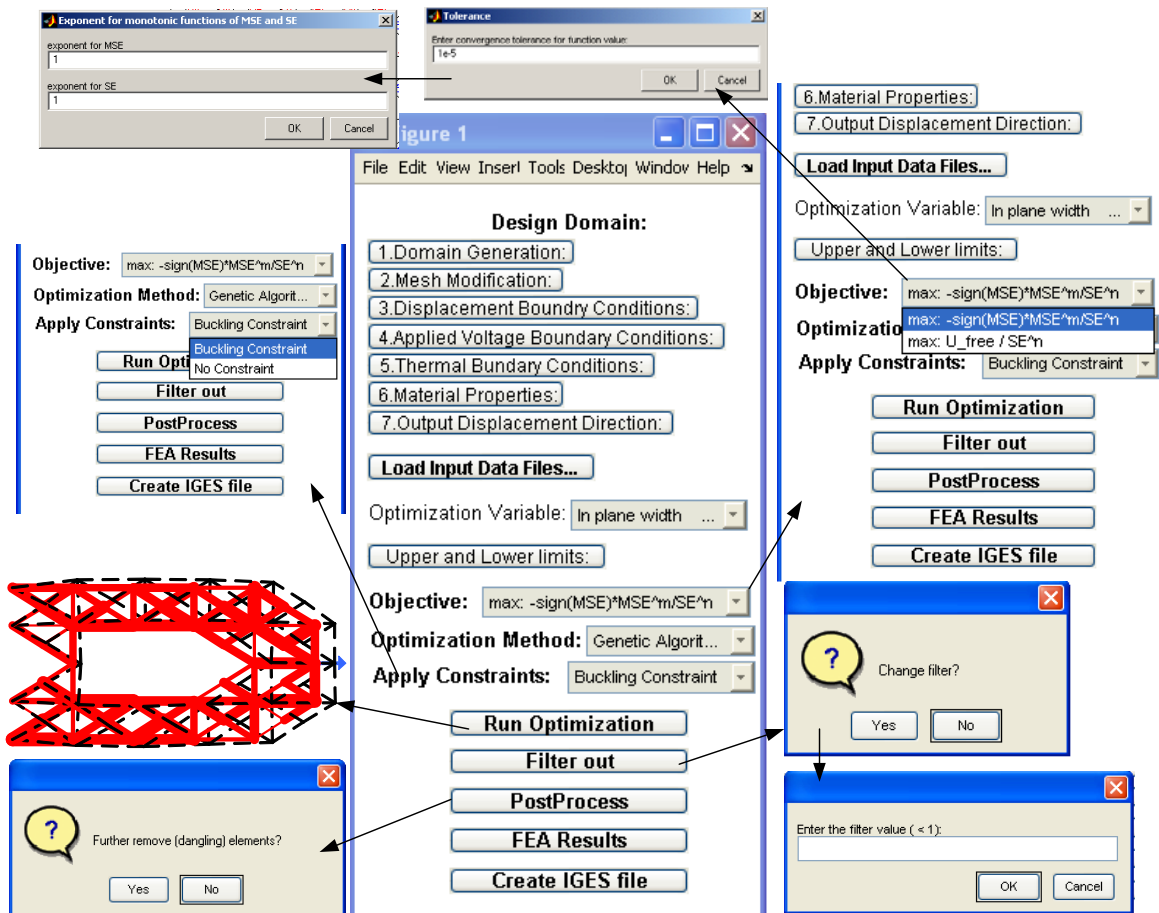 Exponent for monotonic functions of MSE and SE
exponent for MSE
1
exponent for SE
1
OK Cancel
Tolerance
Enter convergence tolerance for function value:
1e-5
OK Cancel
6.Material Properties:
7.Output Displacement Direction:
Load Input Data Files...
Optimization Variable: In plane width ...
Upper and Lower limits:
Objective: max: -sign(MSE)*MSE^m/SE^n
max: -sign(MSE)*MSE^m/SE^n
max: U_free / SE^n
Optimizatio
Apply Constraints: Buckling Constraint
Run Optimization
Filter out
PostProcess
FEA Results
Create IGES file
igure 1
File Edit View Insert Tools Desktop Window Help
Design Domain:
1.Domain Generation:
2.Mesh Modification:
3.Displacement Boundry Conditions:
4.Applied Voltage Boundary Conditions:
5.Thermal Bundary Conditions:
6.Material Properties:
7.Output Displacement Direction:
Load Input Data Files...
Optimization Variable: In plane width ...
Upper and Lower limits:
Objective: max: -sign(MSE)*MSE^m/SE^n
Optimization Method: Genetic Algorit...
Apply Constraints: Buckling Constraint
Run Optimization
Filter out
PostProcess
FEA Results
Create IGES file
Objective: max: -sign(MSE)*MSE^m/SE^n
Optimization Method: Genetic Algorit...
Apply Constraints: Buckling Constraint
Buckling Constraint
No Constraint
Run Opti
Filter out
PostProcess
FEA Results
Create IGES file
?
Further remove (dangling) elements?
Yes No
?
Change filter?
Yes No
Enter the filter value ( < 1):
OK Cancel